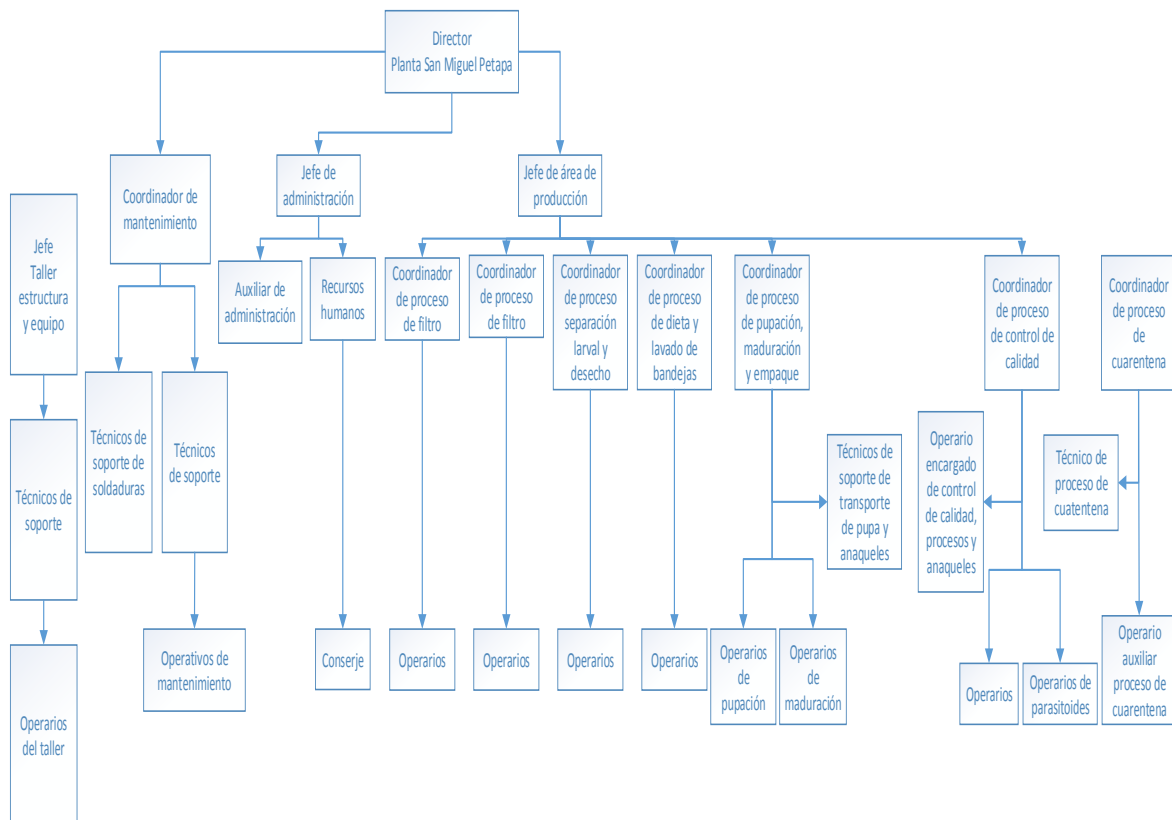 Director
Planta San Miguel Petapa
Coordinador de
mantenimiento
Jefe de
administración
Jefe de área de
producción
Jefe
Taller
estructura
y equipo
Auxiliar de
administración
Recursos
humanos
Coordinador
de proceso
de filtro
Coordinador
de proceso
de filtro
Coordinador
de proceso
separación
larval y
desecho
Coordinador
de proceso
de dieta y
lavado de
bandejas
Coordinador
de proceso
de pupación,
maduración
y empaque
Coordinador
de proceso
de control de
calidad
Coordinador
de proceso
de
cuarentena
Técnicos de
soporte
Técnicos de
soporte de
soldaduras
Técnicos
de soporte
Técnicos de
soporte de
transporte
de pupa y
anaqueles
Operario
encargado
de control
de calidad,
procesos y
anaqueles
Técnico de
proceso de
cuatentena
Operarios
del taller
Operativos de
mantenimiento
Conserje
Operarios
Operarios
Operarios
Operarios
Operarios
de
pupación
Operarios
de
maduración
Operarios
Operarios de
parasitoides
Operario
auxiliar
proceso de
cuarentena